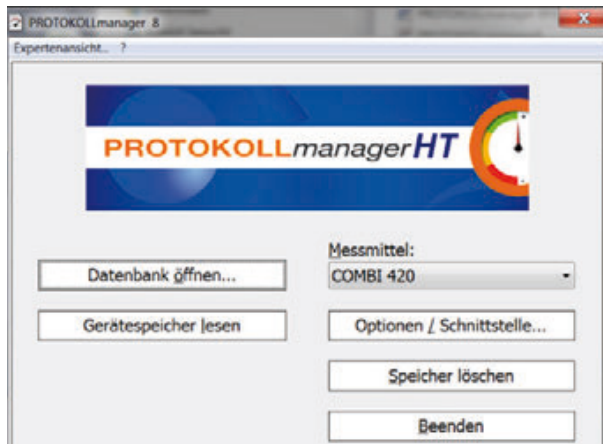 PROTOKOLLmanager 8
Expertenansicht... ?
PROTOKOLLmanagerHT
Messmittel:
Datenbank öffnen...
COMBI 420
Gerätespeicher lesen
Optionen / Schnittstelle...
Speicher löschen
Beenden